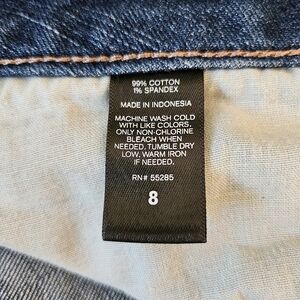 99% COTTON
1% SPANDEX
MADE IN INDONESIA
MACHINE WASH COLD
WITH LIKE COLORS.
ONLY NON-CHLORINE
BLEACH WHEN
NEEDED. TUMBLE DRY
LOW. WARM IRON
IF NEEDED.
RN# 55285
8